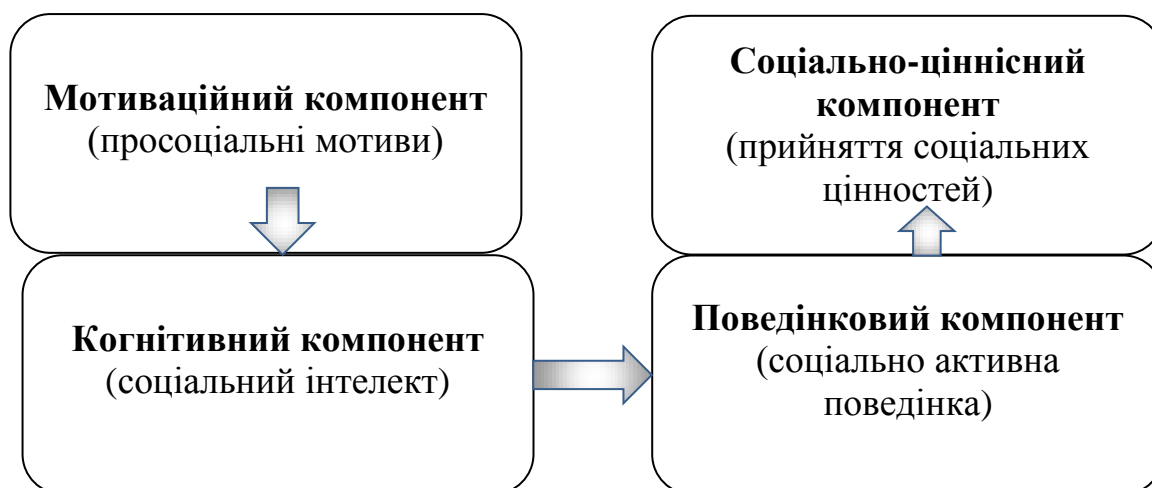 Мотиваційний компонент
(просоціальні мотиви)
Когнітивний компонент
(соціальний інтелект)
Поведінковий компонент
(соціально активна
поведінка)
Соціально-ціннісний
компонент
(прийняття соціальних
цінностей)